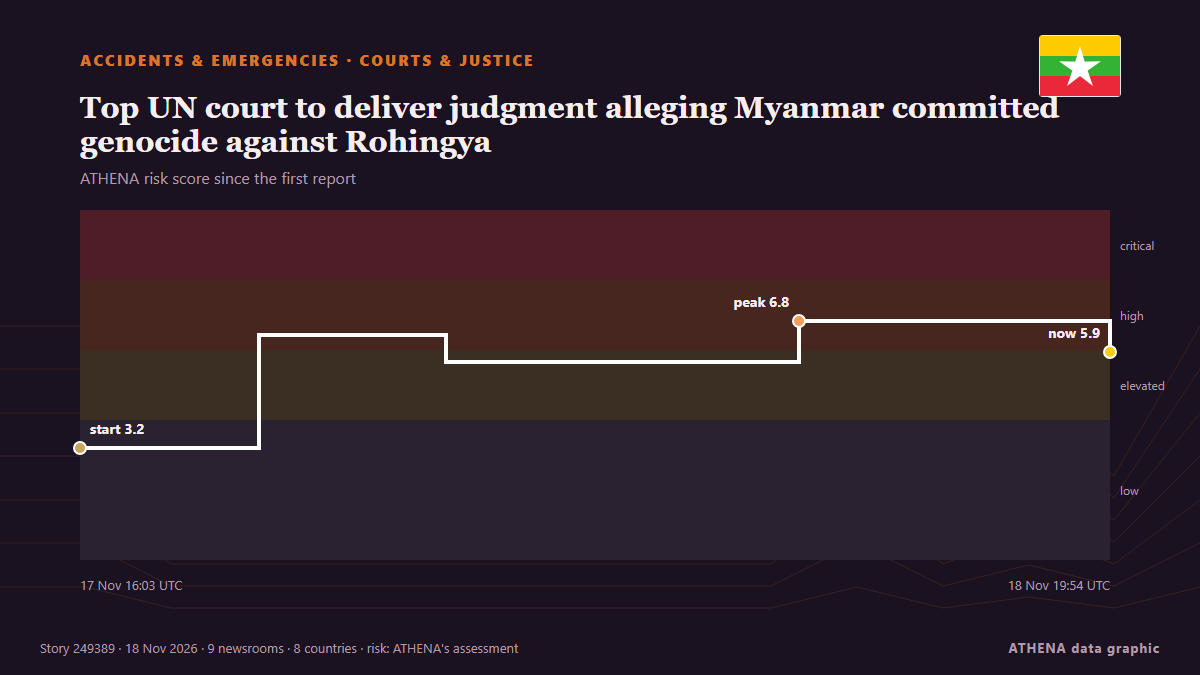 ACCIDENTS & EMERGENCIES · COURTS & JUSTICE
Top UN court to deliver judgment alleging Myanmar committed
genocide against Rohingya
ATHENA risk score since the first report
critical
peak 6.8
high
now 5.9
elevated
start 3.2
low
17 Nov 16:03 UTC
18 Nov 19:54 UTC
Story 249389 · 18 Nov 2026 · 9 newsrooms · 8 countries · risk: ATHENA's assessment
ATHENA data graphic